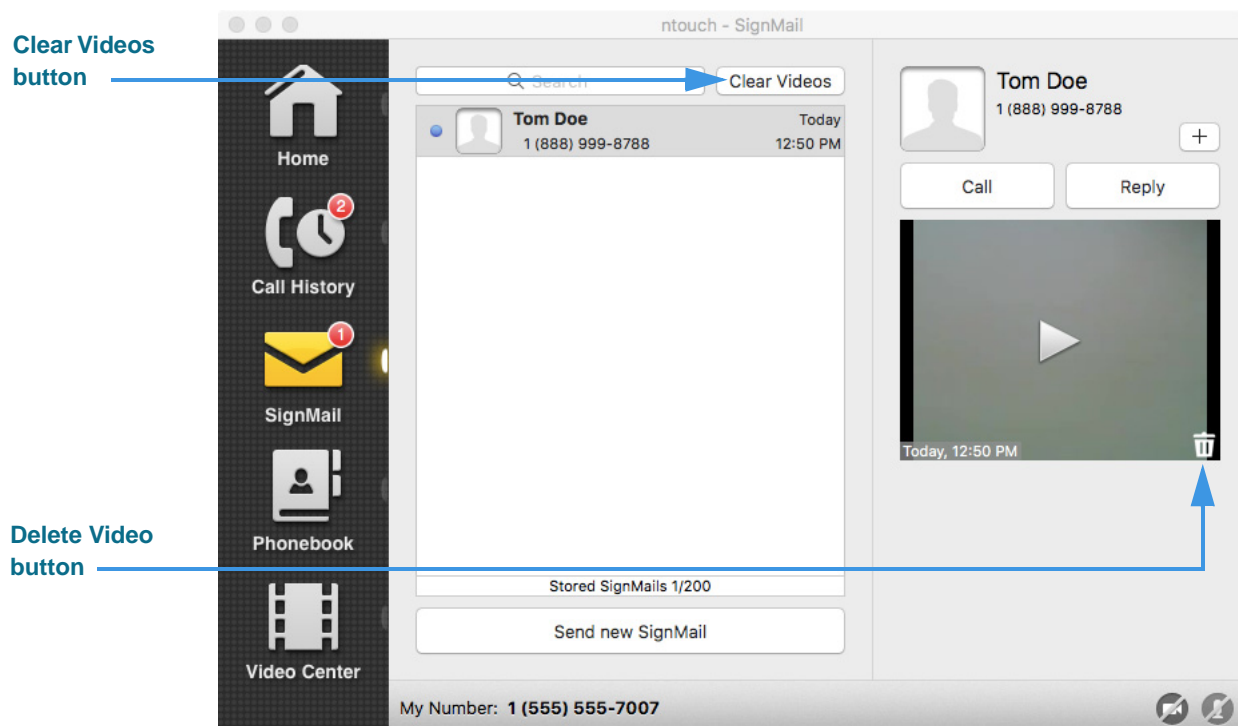 ntouch - SignMail
Clear Videos
button
Search
Clear Videos
Tom Doe
1 (888) 999-8788
Today
12:50 PM
Tom Doe
1 (888) 999-8788
+
Call
Reply
Today, 12:50 PM
Home
2
Call History
1
SignMail
Phonebook
Video Center
Delete Video
button
Stored SignMails 1/200
Send new SignMail
My Number: 1 (555) 555-7007